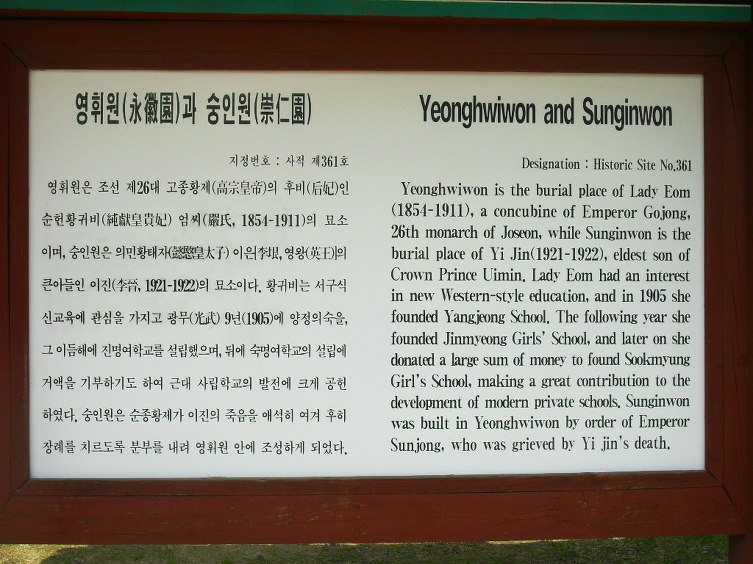 영휘원(永徽園)과 숭인원(崇仁園)
지정번호 : 사적 제361호
영휘원은 조선 제26대 고종황제(高宗皇帝)의 후비(后妃)인
순헌황귀비(純獻皇貴妃) 엄씨(嚴氏, 1854-1911)의 묘소
이며, 숭인원은 의민황태자(懿愍皇太子) 이은(李垠, 영왕(英王)의
큰아들인 이진(李晉, 1921-1922)의 묘소이다. 황귀비는 서구식
신교육에 관심을 가지고 광무(光武) 9년(1905)에 양정의숙을,
그 이듬해에 진명여학교를 설립했으며, 뒤에 숙명여학교의 설립에
거액을 기부하기도 하여 근대 사립학교의 발전에 크게 공헌
하였다. 숭인원은 순종황제가 이진의 죽음을 애석히 여겨 후히
장례를 치르도록 분부를 내려 영휘원 안에 조성하게 되었다.
Yeonghwiwon and Sunginwon
Designation : Historic Site No.361
Yeonghwiwon is the burial place of Lady Eom
(1854-1911), a concubine of Emperor Gojong,
26th monarch of Joseon, while Sunginwon is the
burial place of Yi Jin(1921-1922), eldest son of
Crown Prince Uimin. Lady Eom had an interest
in new Western-style education, and in 1905 she
founded Yangjeong School. The following year she
founded Jinmyeong Girls' School, and later on she
donated a large sum of money to found Sookmyung
Girl's School, making a great contribution to the
development of modern private schools. Sunginwon
was built in Yeonghwiwon by order of Emperor
Sunjong, who was grieved by Yi jin's death.